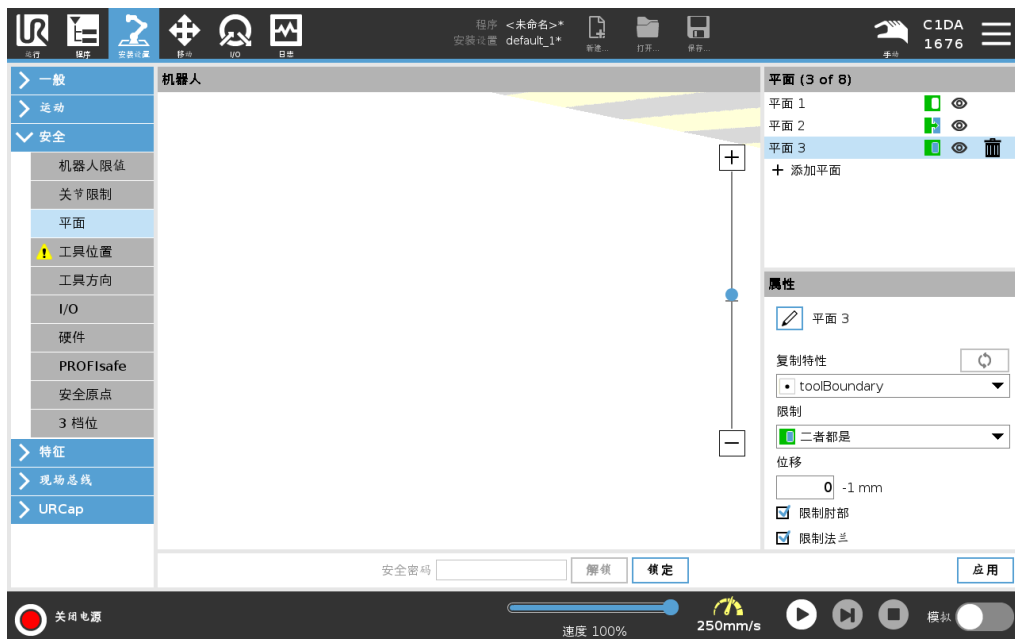 程序 <未命名>*
安装设置 default_1*
新建...
打开...
保存...
C1DA
1676
运行
程序
安装设置
移动
I/O
日志
手动
一般
运动
安全
机器人限值
关节限制
平面
工具位置
工具方向
I/O
硬件
PROFIsafe
安全原点
3 档位
特征
现场总线
URCap
机器人
平面 (3 of 8)
平面 1
平面 2
平面 3
添加平面
属性
平面 3
复制特性
toolBoundary
限制
二者都是
位移
0 -1 mm
限制肘部
限制法兰
安全密码
解锁
锁定
应用
关闭电源
速度 100%
250mm/s
模拟